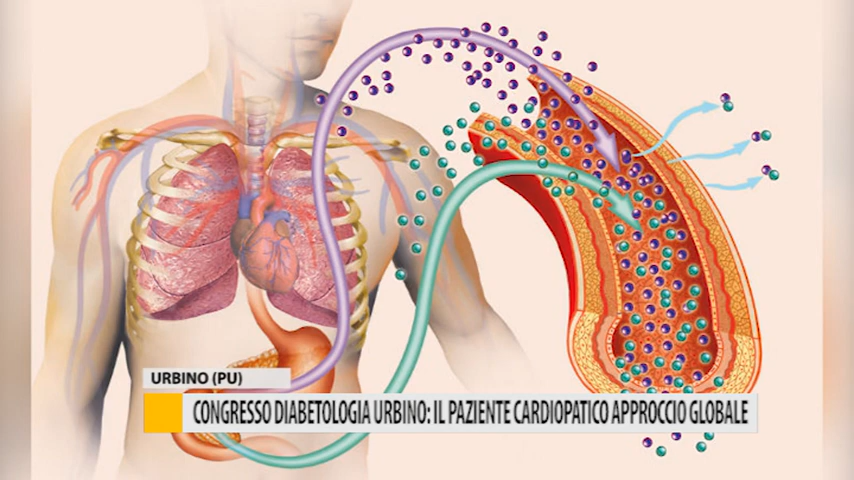 URBINO (PU)
CONGRESSO DIABETOLOGIA URBINO: IL PAZIENTE CARDIOPATICO APPROCCIO GLOBALE